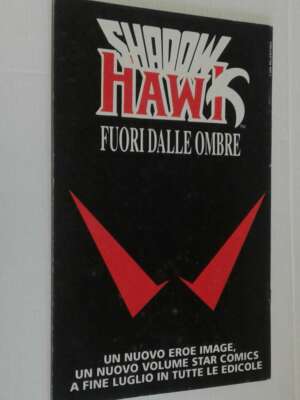 SHADOW
HAWK
FUORI DALLE OMBRE
UN NUOVO EROE IMAGE,
UN NUOVO VOLUME STAR COMICS
A FINE LUGLIO IN TUTTE LE EDICOLE